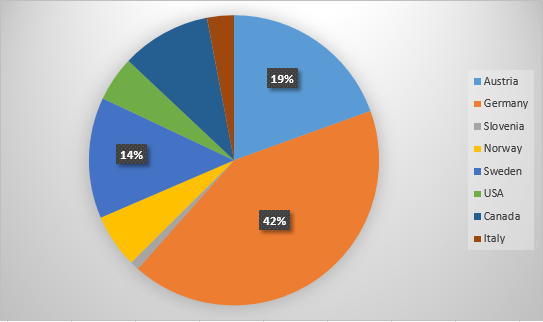 19%
14%
42%
Austria
Germany
Slovenia
Norway
Sweden
USA
Canada
Italy